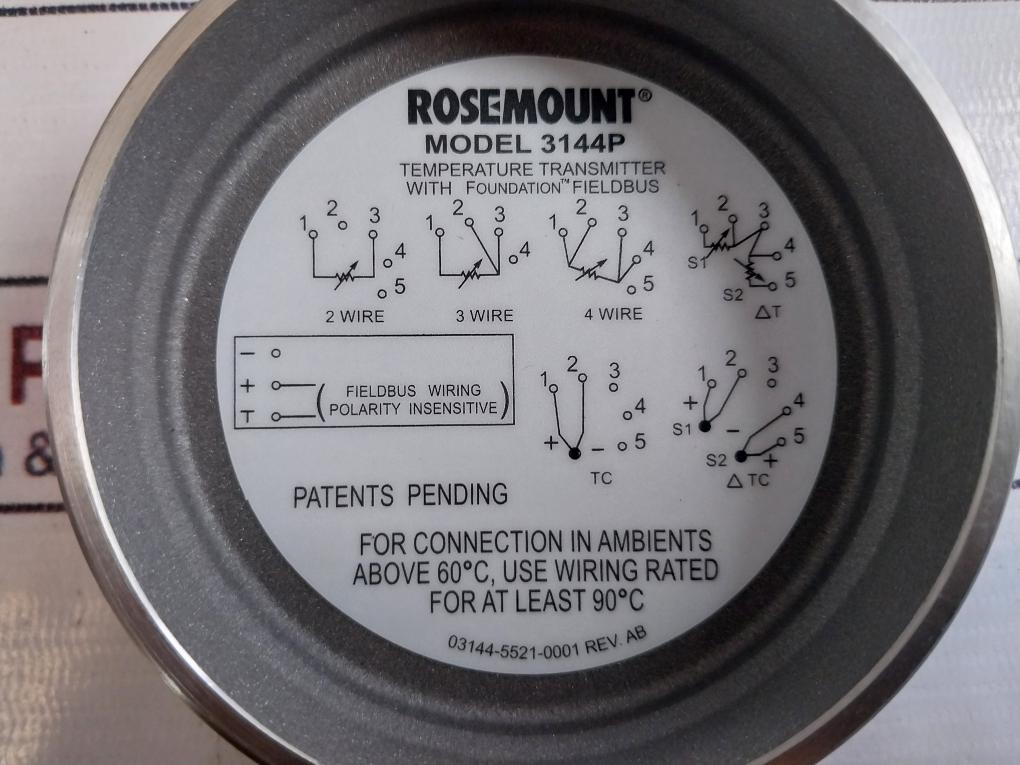 ROSEMOUNT®
MODEL 3144P
TEMPERATURE TRANSMITTER
WITH FOUNDATION™ FIELDBUS
1 2 3 4 5
2 WIRE
1 2 3 4
3 WIRE
1 2 3 4 5
4 WIRE
1 2 3 4 5
S1
S2
△T
−
+
T
( FIELDBUS WIRING
POLARITY INSENSITIVE )
1 2 3 4 5
+ −
TC
1 2 3 4 5
+
S1 −
S2 +
△ TC
PATENTS PENDING
FOR CONNECTION IN AMBIENTS
ABOVE 60°C, USE WIRING RATED
FOR AT LEAST 90°C
03144-5521-0001 REV. AB
&